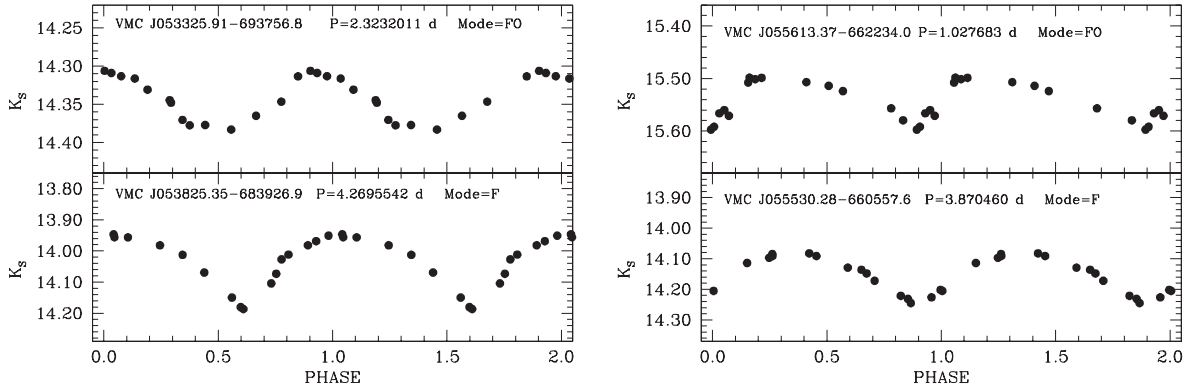 VMC J053325.91−693756.8 P=2.3232011 d Mode=FO
14.25
14.30
14.35
14.40
Ks
VMC J053825.35−683926.9 P=4.2695542 d Mode=F
13.80
13.90
14.00
14.10
14.20
Ks
0.0 0.5 1.0 1.5 2.0
PHASE
VMC J055613.37−662234.0 P=1.027683 d Mode=FO
15.40
15.50
15.60
Ks
VMC J055530.28−660557.6 P=3.870460 d Mode=F
13.90
14.00
14.10
14.20
14.30
Ks
0.0 0.5 1.0 1.5 2.0
PHASE